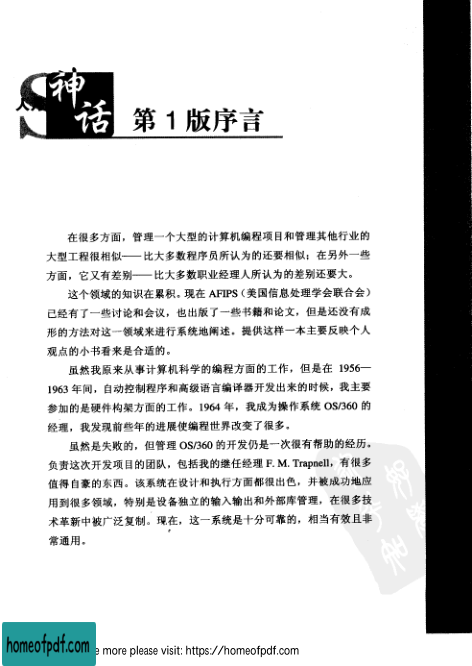 人月
神
话
第 1 版序言
在很多方面，管理一个大型的计算机编程项目和管理其他行业的
大型工程很相似——比大多数程序员所认为的还要相似；在另外一些
方面，它又有差别——比大多数职业经理人所认为的差别还要大。
这个领域的知识在累积。现在 AFIPS（美国信息处理学会联合会）
已经有了一些讨论和会议，也出版了一些书籍和论文，但是还没有成
形的方法对这一领域来进行系统地阐述。提供这样一本主要反映个人
观点的小书看来是合适的。
虽然我原来从事计算机科学的编程方面的工作，但是在 1956—
1963 年间，自动控制程序和高级语言编译器开发出来的时候，我主要
参加的是硬件构架方面的工作。1964 年，我成为操作系统 OS/360 的
经理，我发现前些年的进展使编程世界改变了很多。
虽然是失败的，但管理 OS/360 的开发仍是一次很有帮助的经历。
负责这次开发项目的团队，包括我的继任经理 F. M. Trapnell，有很多
值得自豪的东西。该系统在设计和执行方面都很出色，并被成功地应
用到很多领域，特别是设备独立的输入输出和外部库管理，在很多技
术革新中被广泛复制。现在，这一系统是十分可靠的，相当有效且非
常通用。
homeofpdf.com
e more please visit: https://homeofpdf.com